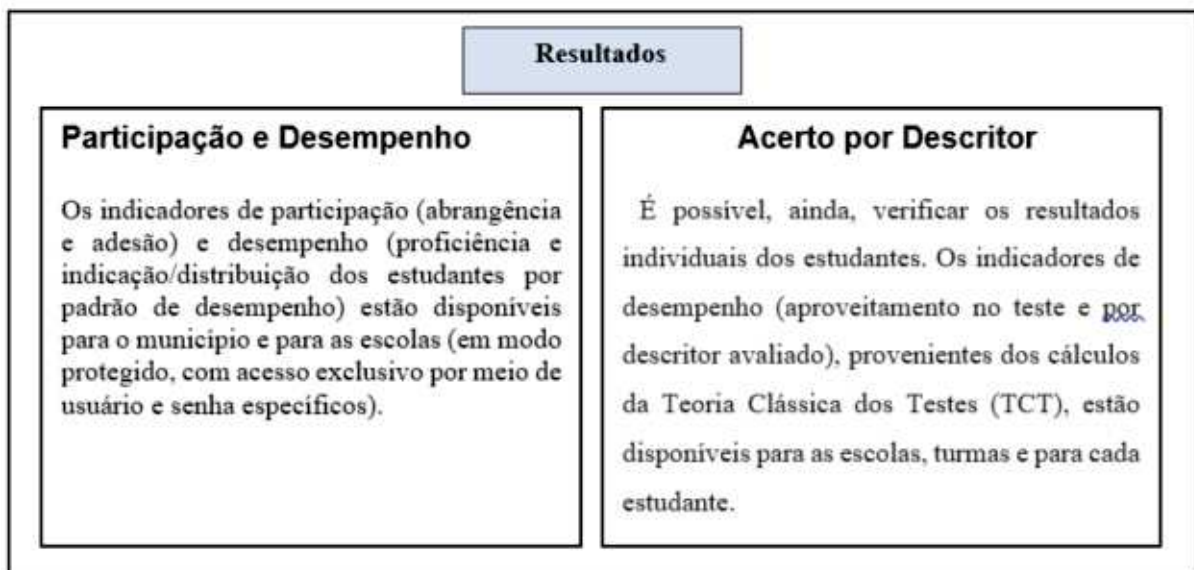 Resultados
Participação e Desempenho
Os indicadores de participação (abrangência
e adesão) e desempenho (proficiência e
indicação/distribuição dos estudantes por
padrão de desempenho) estão disponíveis
para o município e para as escolas (em modo
protegido, com acesso exclusivo por meio de
usuário e senha específicos).
Acerto por Descritor
É possível, ainda, verificar os resultados
individuais dos estudantes. Os indicadores de
desempenho (aproveitamento no teste e por
descritor avaliado), provenientes dos cálculos
da Teoria Clássica dos Testes (TCT), estão
disponíveis para as escolas, turmas e para cada
estudante.